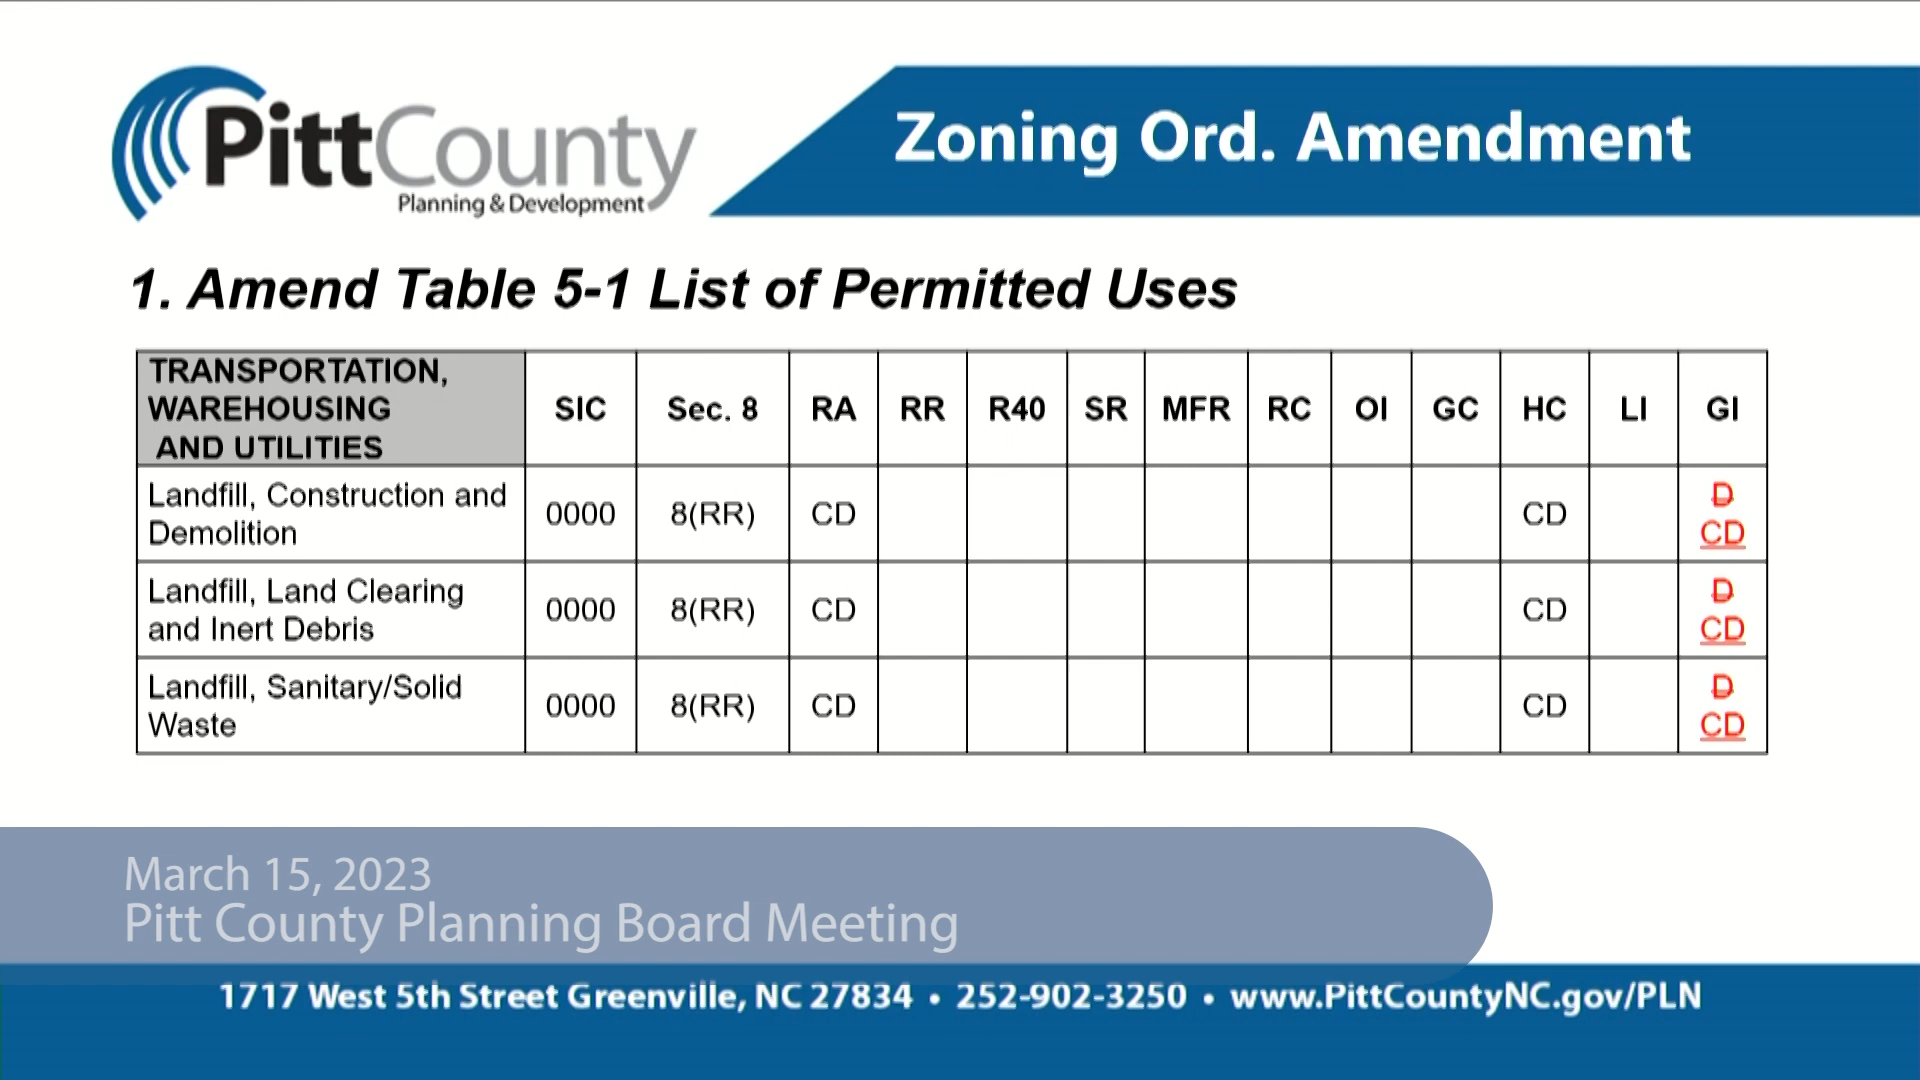 PittCounty
Planning & Development
Zoning Ord. Amendment
1. Amend Table 5-1 List of Permitted Uses
TRANSPORTATION,
WAREHOUSING
AND UTILITIES
SIC
Sec. 8
RA
RR
R40
SR
MFR
RC
OI
GC
HC
LI
GI
Landfill, Construction and
Demolition
0000
8(RR)
CD
CD
D
CD
Landfill, Land Clearing
and Inert Debris
0000
8(RR)
CD
CD
D
CD
Landfill, Sanitary/Solid
Waste
0000
8(RR)
CD
CD
D
CD
March 15, 2023
Pitt County Planning Board Meeting
1717 West 5th Street Greenville, NC 27834 • 252-902-3250 • www.PittCountyNC.gov/PLN